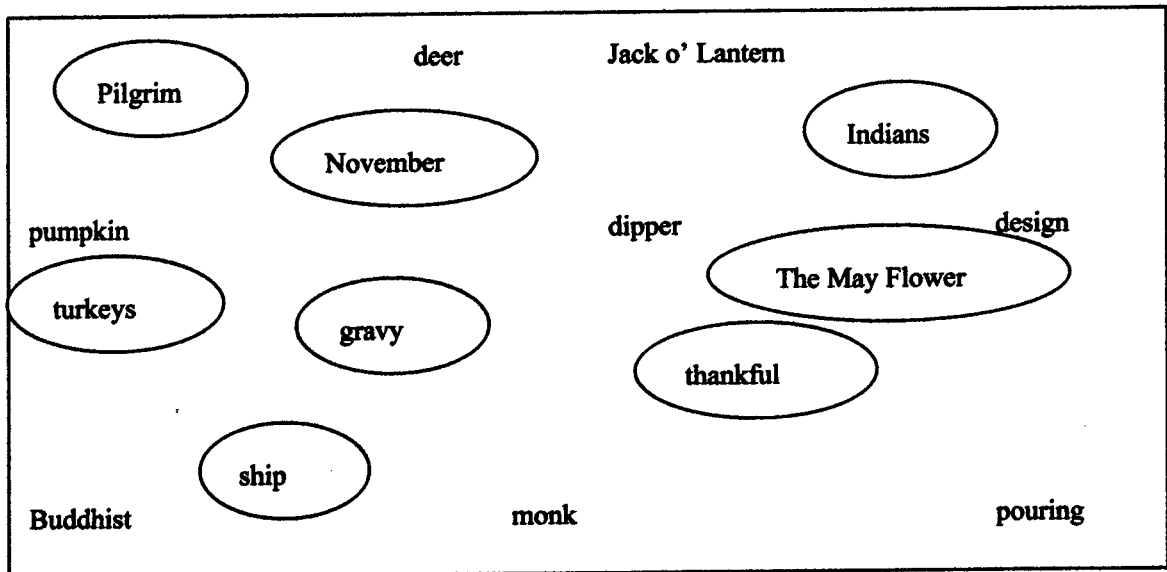 deer
Jack o' Lantern
Pilgrim
Indians
November
pumpkin
dipper
design
The May Flower
turkeys
gravy
thankful
ship
Buddhist
monk
pouring